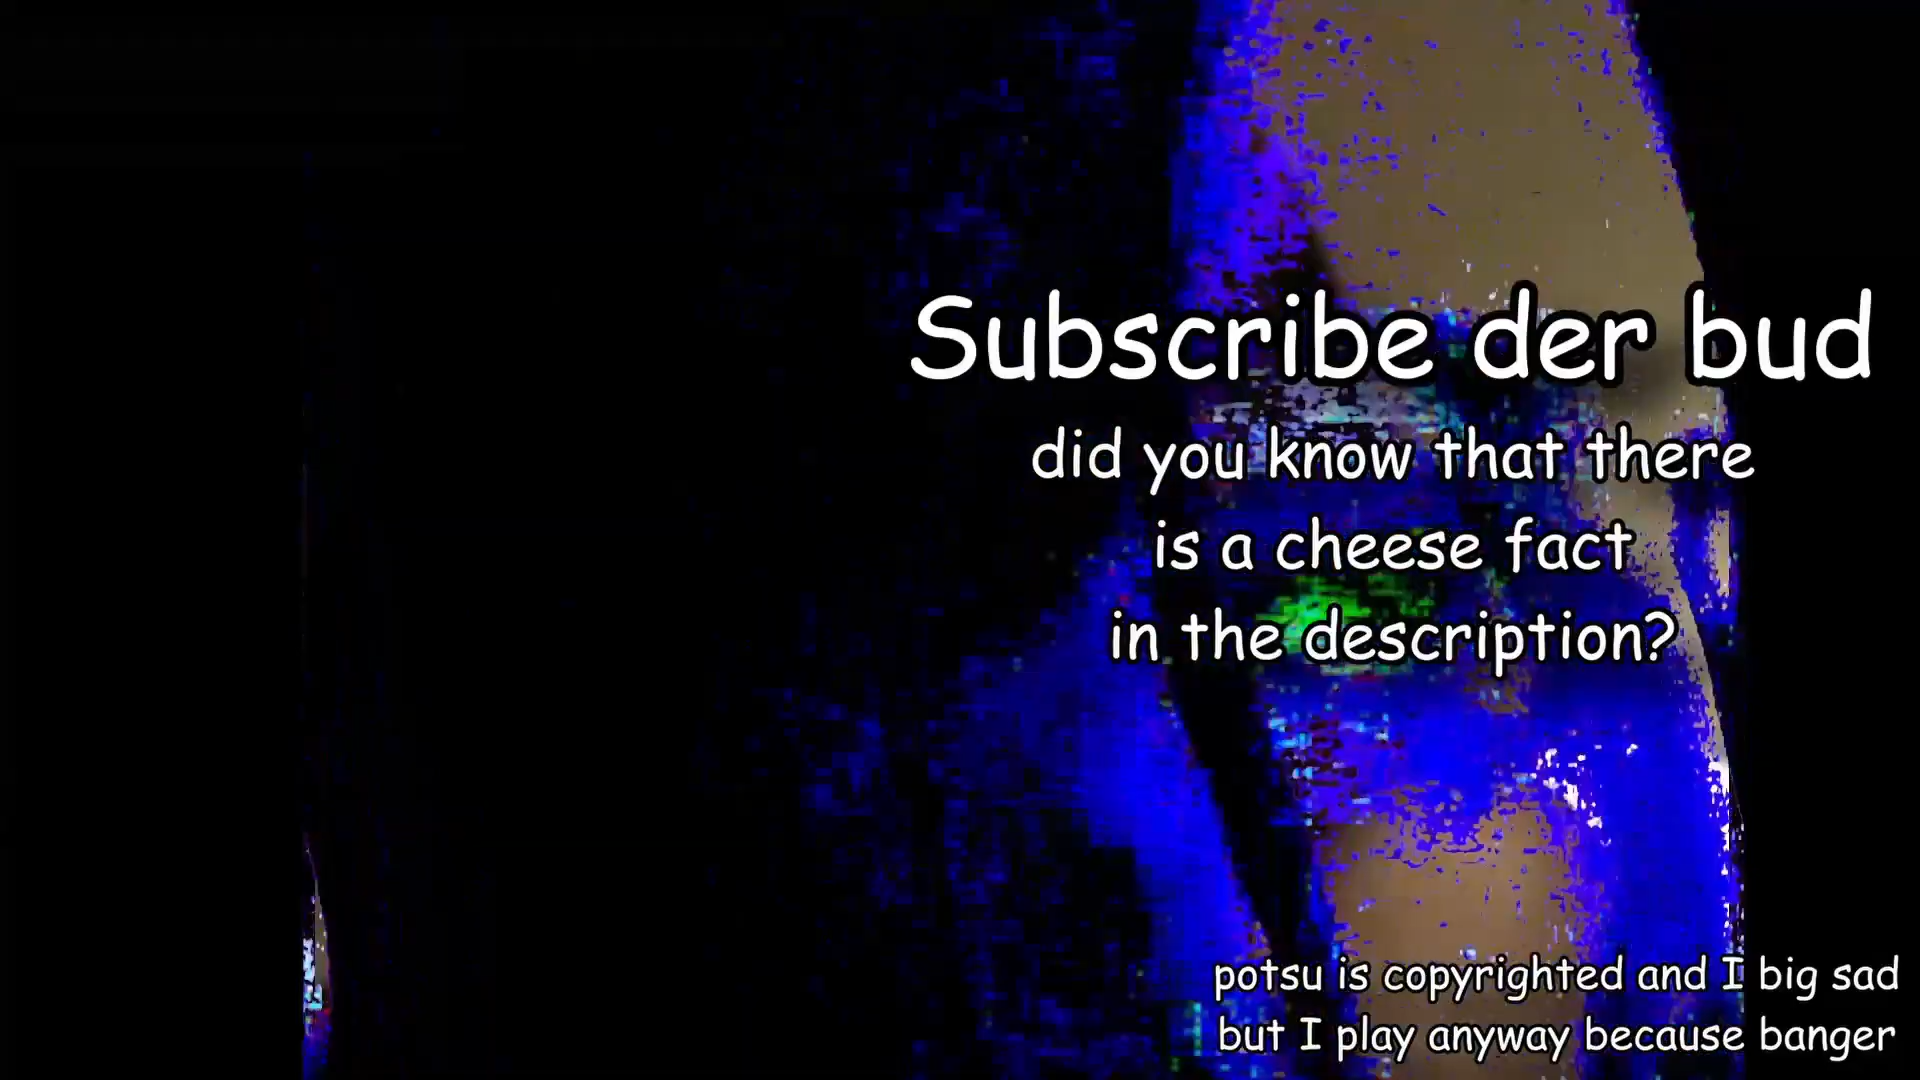 Subscribe der bud
did you know that there
is a cheese fact
in the description?
potsu is copyrighted and I big sad
but I play anyway because banger